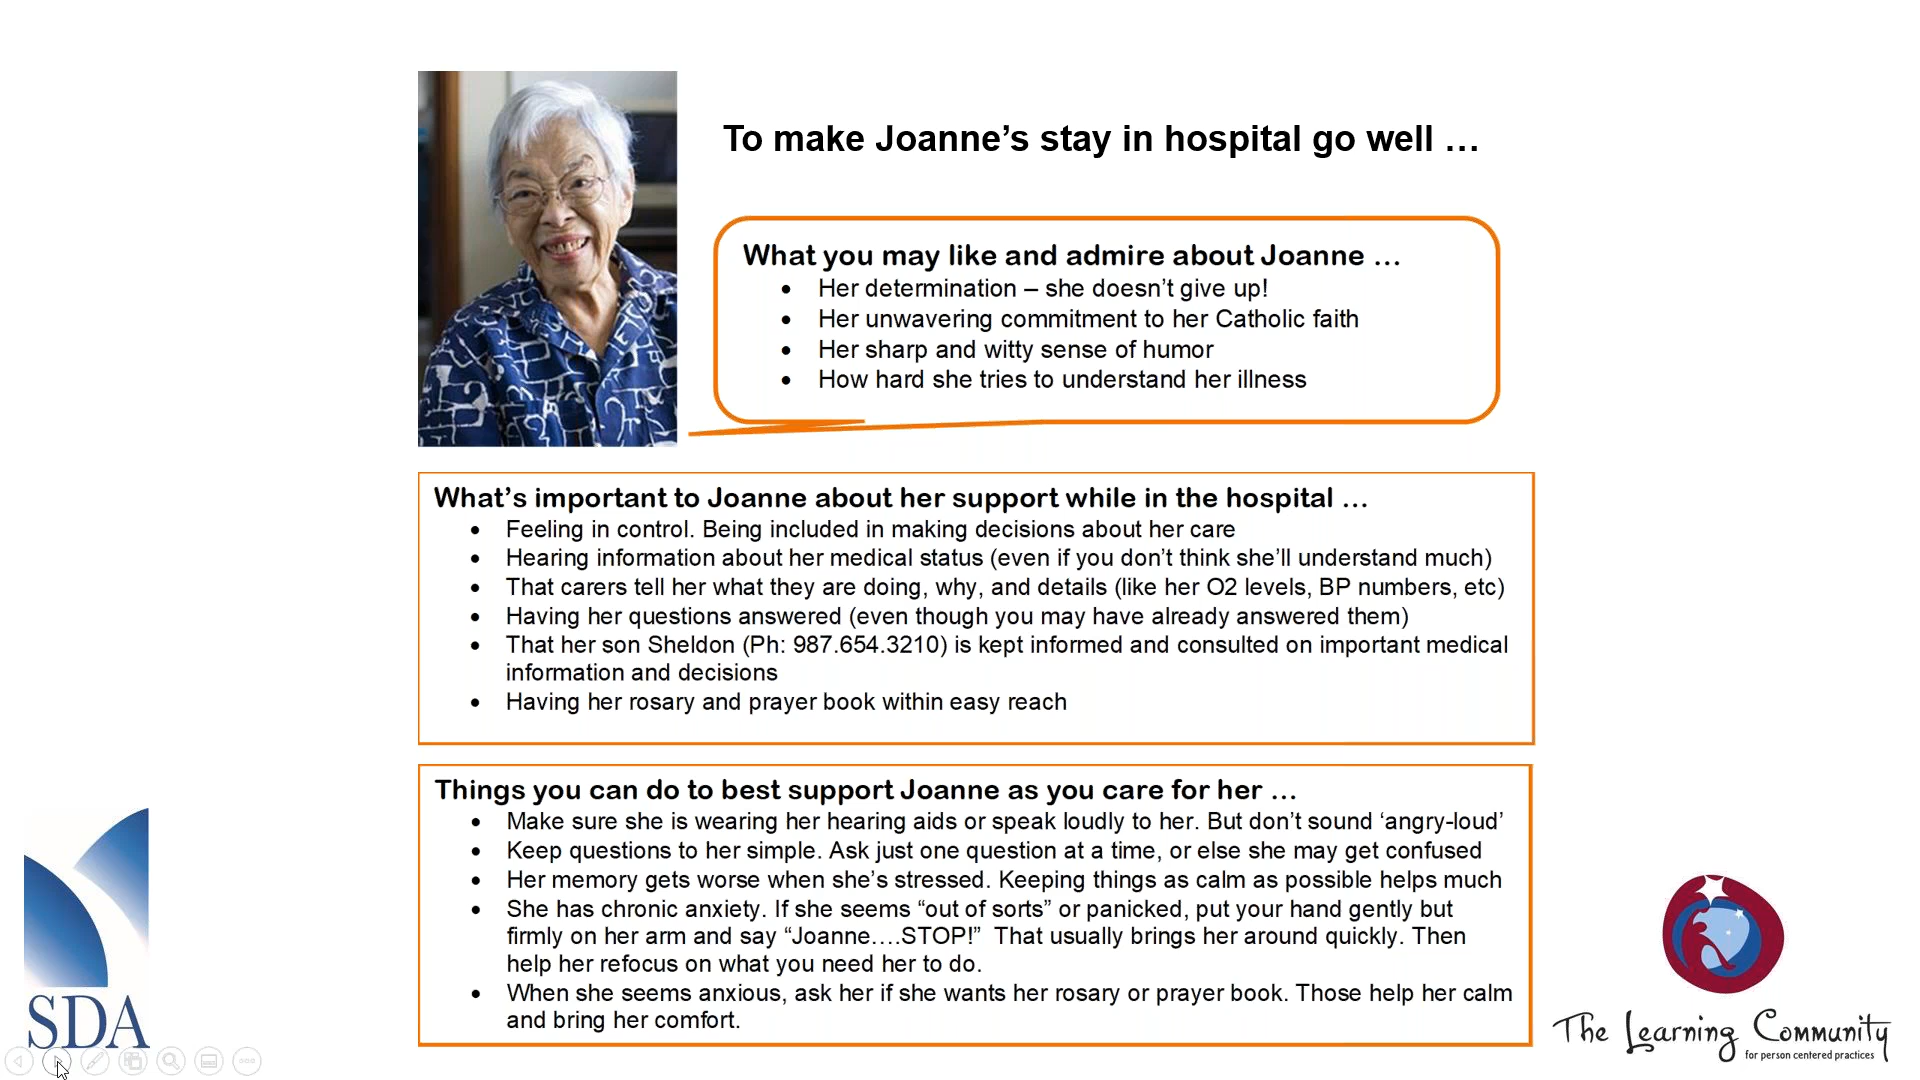 To make Joanne’s stay in hospital go well …
What you may like and admire about Joanne …
• Her determination – she doesn’t give up!
• Her unwavering commitment to her Catholic faith
• Her sharp and witty sense of humor
• How hard she tries to understand her illness
What’s important to Joanne about her support while in the hospital …
• Feeling in control. Being included in making decisions about her care
• Hearing information about her medical status (even if you don’t think she’ll understand much)
• That carers tell her what they are doing, why, and details (like her O2 levels, BP numbers, etc)
• Having her questions answered (even though you may have already answered them)
• That her son Sheldon (Ph: 987.654.3210) is kept informed and consulted on important medical
information and decisions
• Having her rosary and prayer book within easy reach
Things you can do to best support Joanne as you care for her …
• Make sure she is wearing her hearing aids or speak loudly to her. But don’t sound ‘angry-loud’
• Keep questions to her simple. Ask just one question at a time, or else she may get confused
• Her memory gets worse when she’s stressed. Keeping things as calm as possible helps much
• She has chronic anxiety. If she seems “out of sorts” or panicked, put your hand gently but
firmly on her arm and say “Joanne….STOP!”  That usually brings her around quickly. Then
help her refocus on what you need her to do.
• When she seems anxious, ask her if she wants her rosary or prayer book. Those help her calm
and bring her comfort.
SDA
The Learning Community
for person centered practices